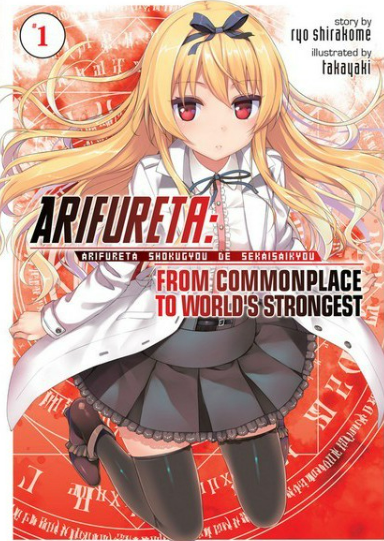 #1
story by
ryo shirakome
illustrated by
takayaki
ARIFURETA:
ARIFURETA SHOKUGYOU DE SEKAISAIKYOU
FROM COMMONPLACE
TO WORLD'S STRONGEST